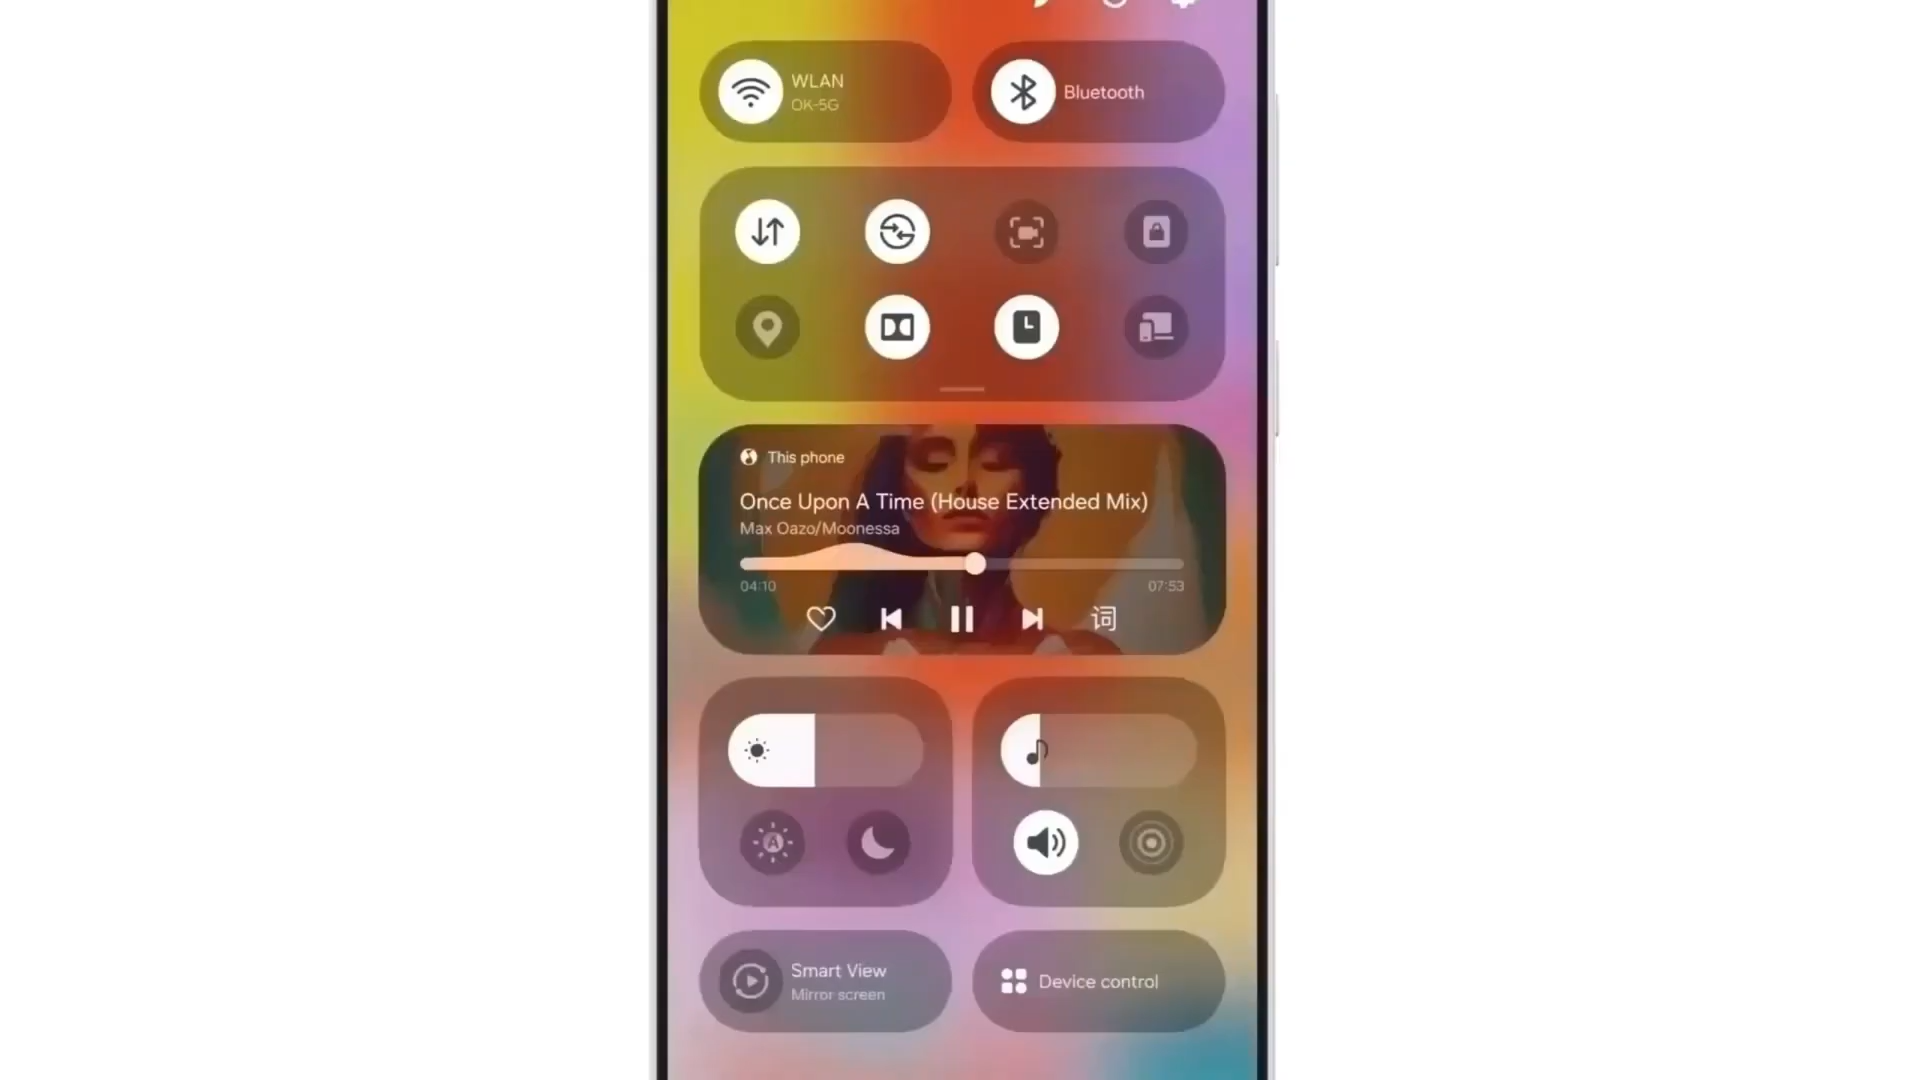 WLAN
OK-5G
Bluetooth
This phone
Once Upon A Time (House Extended Mix)
Max Oazo/Moonessa
04:10
07:53
词
A
Smart View
Mirror screen
Device control